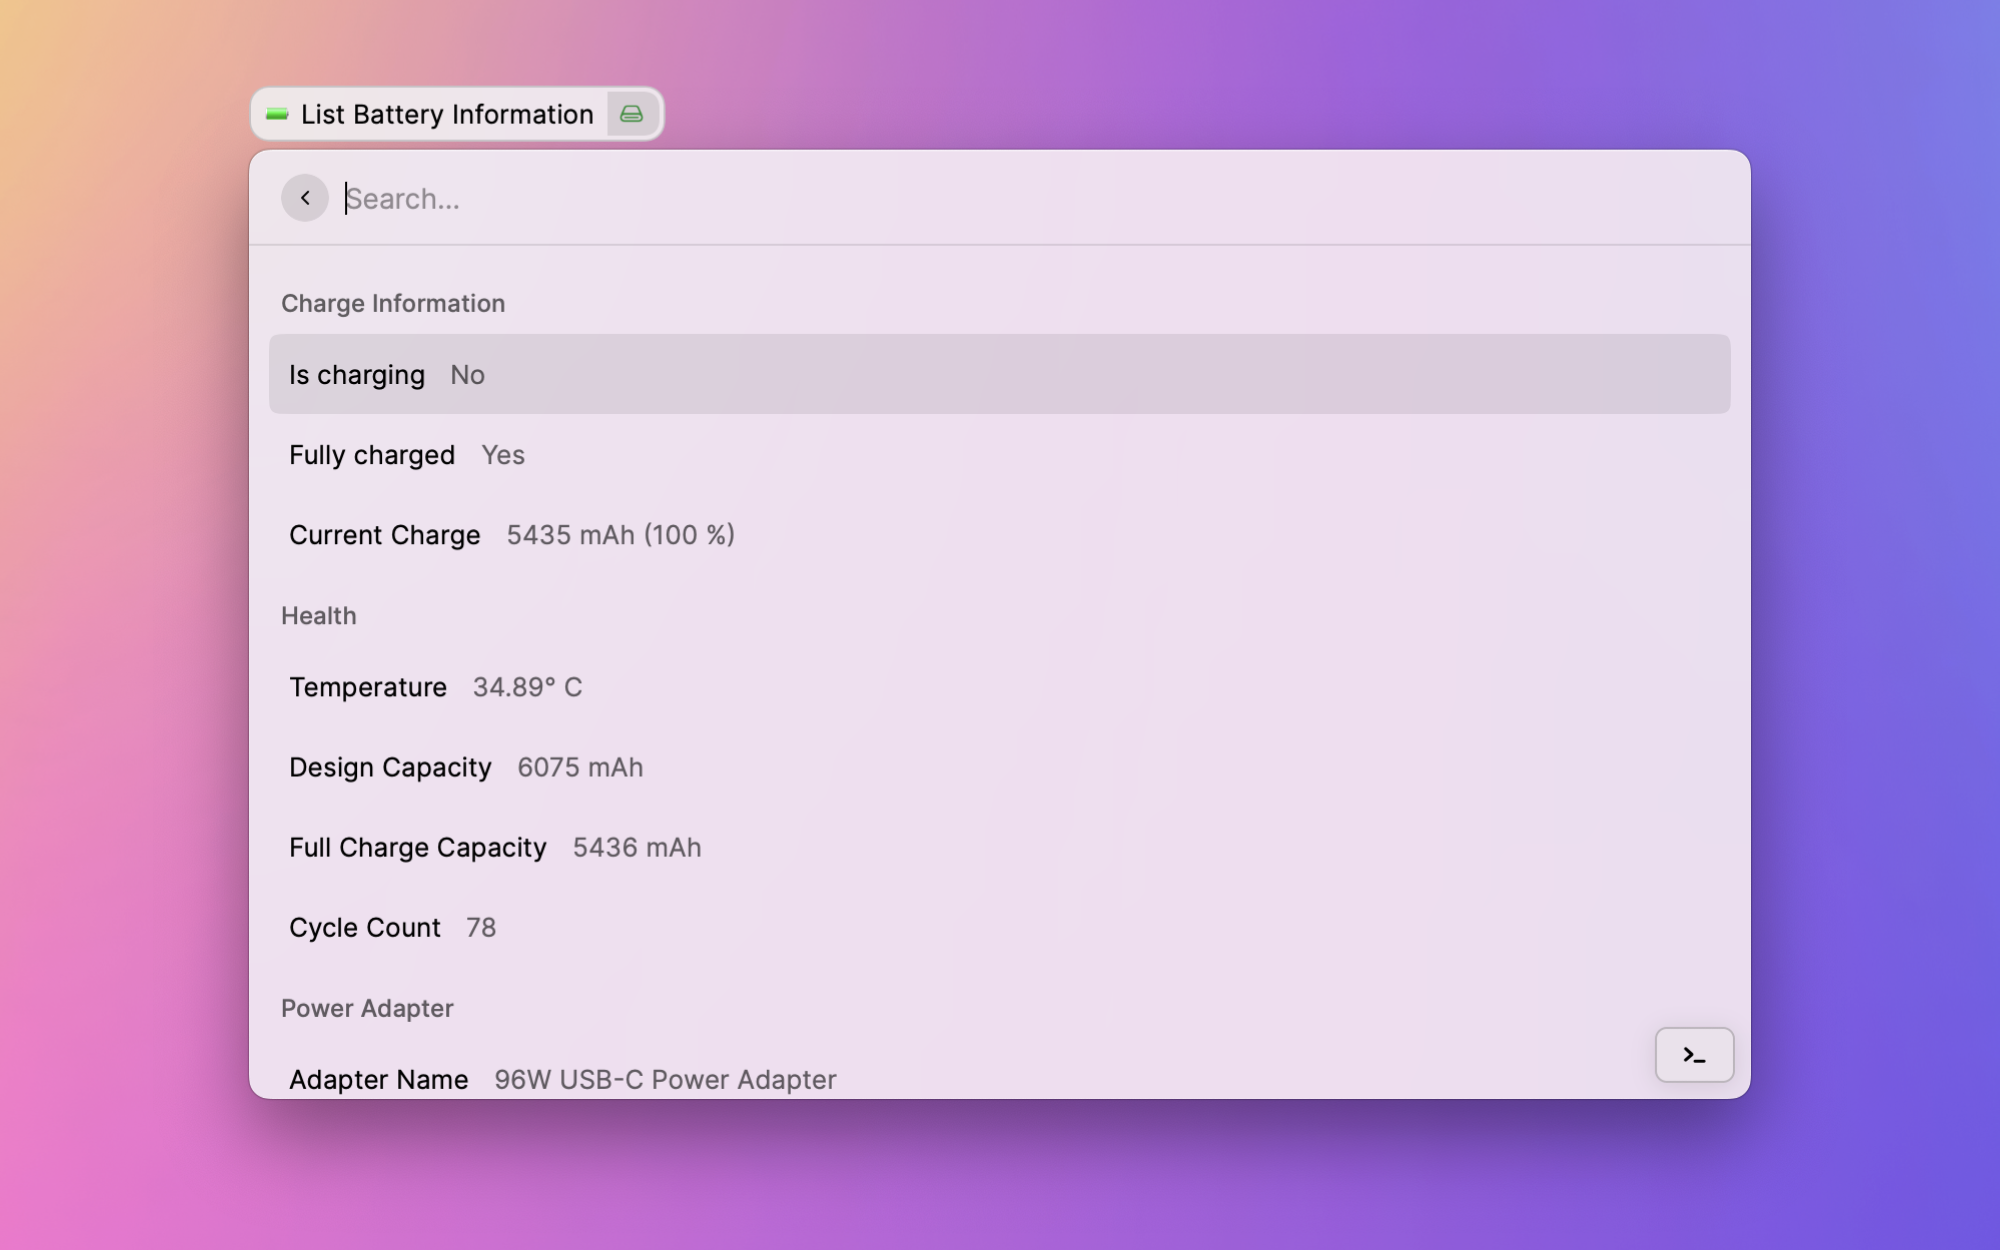 List Battery Information
Search...
Charge Information
Is charging No
Fully charged Yes
Current Charge 5435 mAh (100 %)
Health
Temperature 34.89° C
Design Capacity 6075 mAh
Full Charge Capacity 5436 mAh
Cycle Count 78
Power Adapter
Adapter Name 96W USB-C Power Adapter